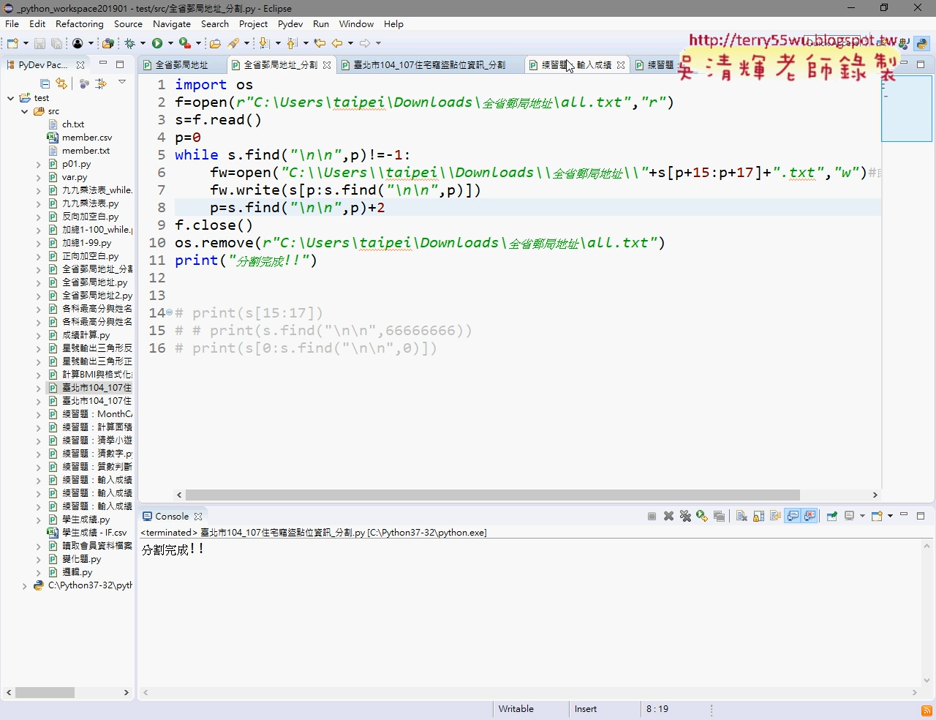 _python_workspace201901 - test/src/全省郵局地址_分割.py - Eclipse
File Edit Refactoring Source Navigate Search Project Pydev Run Window Help
http://terry55wu.blogspot.tw
吳清輝老師錄製
PyDev Pac...
全省郵局地址
全省郵局地址_分割
臺北市104_107住宅竊盜點位資訊_分割
練習題：輸入成績
練習題：
test
src
ch.txt
member.csv
member.txt
p01.py
var.py
九九乘法表_while.
九九乘法表.py
反向加空白.py
加總1-100_while.
加總1-99.py
正向加空白.py
全省郵局地址_分割
全省郵局地址.py
全省郵局地址2.py
各科最高分與姓名
各科最高分與姓名
成績計算.py
星號輸出三角形反
星號輸出三角形正
計算BMI與格式化
臺北市104_107住
臺北市104_107住
練習題：MonthCa
練習題：計算面積
練習題：猜學小遊
練習題：猜數字.py
練習題：質數判斷
練習題：輸入成績
練習題：輸入成績
練習題：輸入成績
學生成績.py
學生成績 - IF.csv
讀取會員資料檔案
變化題.py
邏輯.py
C:\Python37-32\pyth
1 import os
2 f=open(r"C:\Users\taipei\Downloads\全省郵局地址\all.txt","r")
3 s=f.read()
4 p=0
5 while s.find("\n\n",p)!=-1:
6 fw=open("C:\\Users\\taipei\\Downloads\\全省郵局地址\\"+s[p+15:p+17]+".txt","w")#
7 fw.write(s[p:s.find("\n\n",p)])
8 p=s.find("\n\n",p)+2
9 f.close()
10 os.remove(r"C:\Users\taipei\Downloads\全省郵局地址\all.txt")
11 print("分割完成!!")
12
13
14 # print(s[15:17])
15 # # print(s.find("\n\n",66666666))
16 # print(s[0:s.find("\n\n",0)])
Console
<terminated> 臺北市104_107住宅竊盜點位資訊_分割.py [C:\Python37-32\python.exe]
分割完成!!
Writable Insert 8 : 19